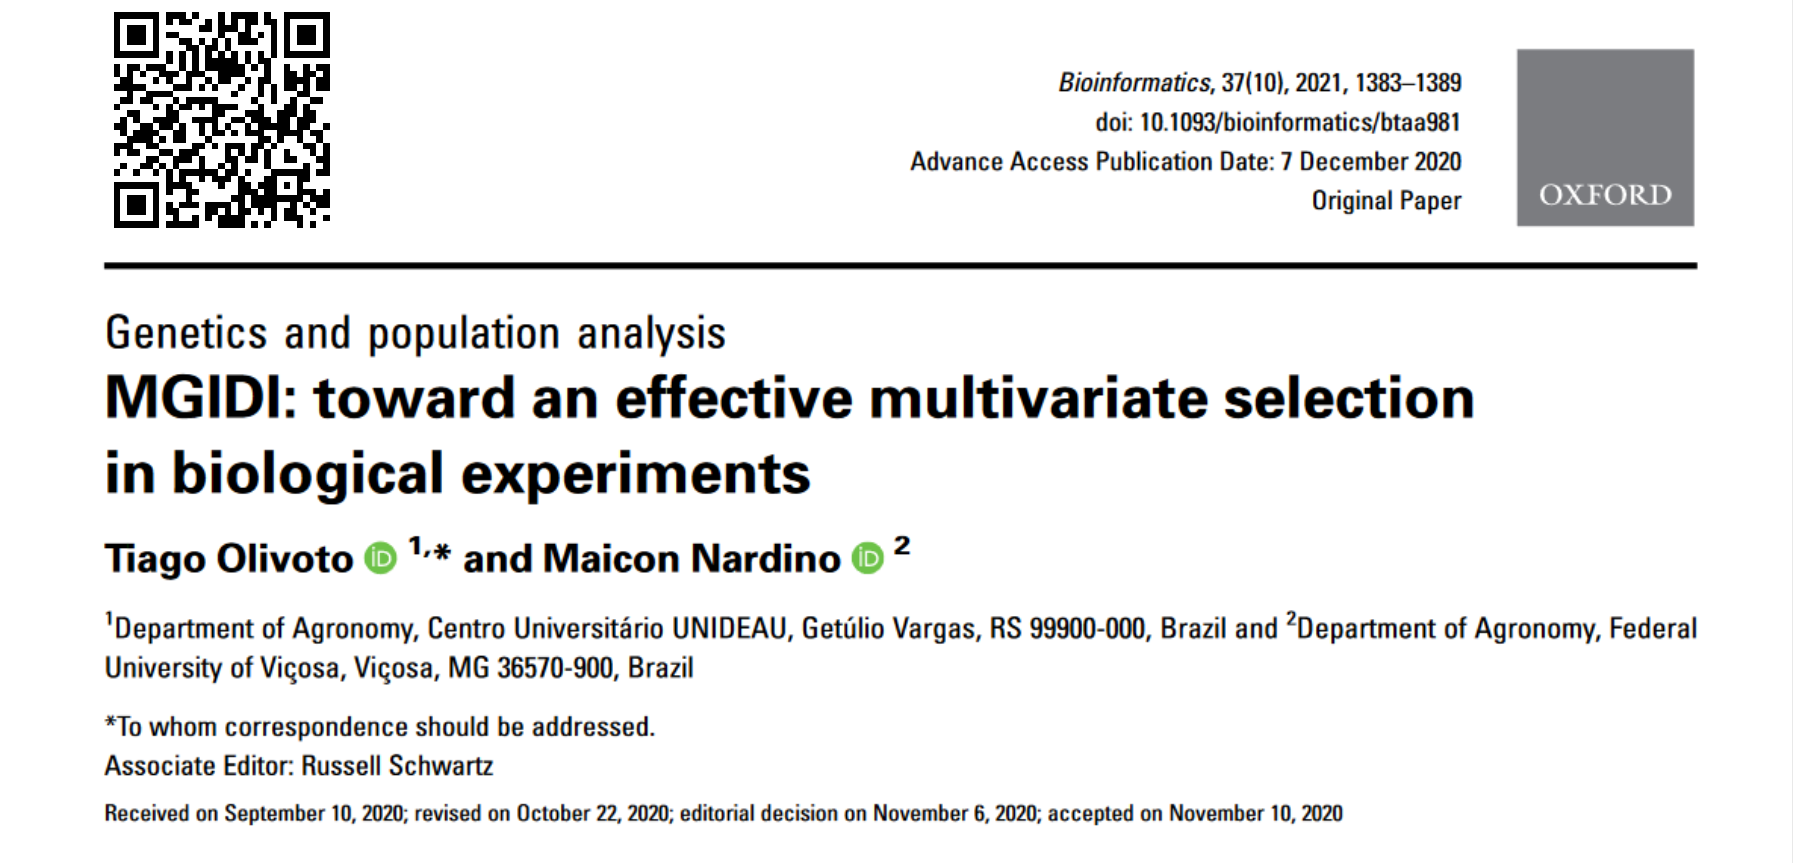 Bioinformatics, 37(10), 2021, 1383–1389
doi: 10.1093/bioinformatics/btaa981
Advance Access Publication Date: 7 December 2020
Original Paper
OXFORD
Genetics and population analysis
MGIDI: toward an effective multivariate selection
in biological experiments
Tiago Olivoto iD 1,* and Maicon Nardino iD 2
1Department of Agronomy, Centro Universitário UNIDEAU, Getúlio Vargas, RS 99900-000, Brazil and 2Department of Agronomy, Federal
University of Viçosa, Viçosa, MG 36570-900, Brazil
*To whom correspondence should be addressed.
Associate Editor: Russell Schwartz
Received on September 10, 2020; revised on October 22, 2020; editorial decision on November 6, 2020; accepted on November 10, 2020